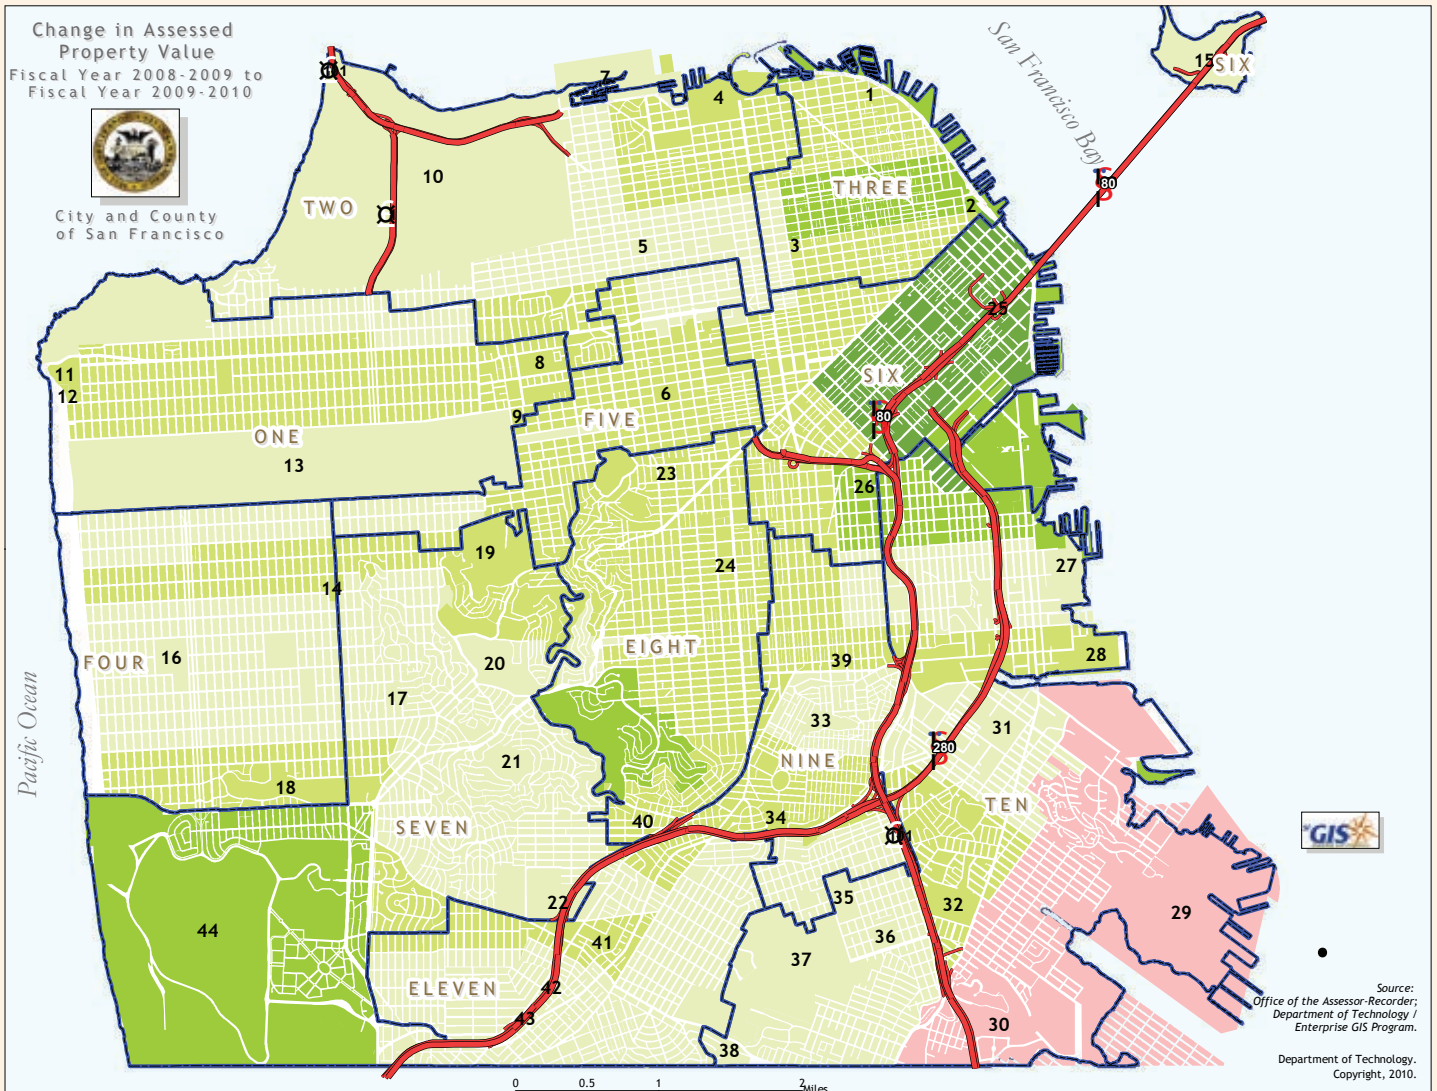 Change in Assessed
Property Value
Fiscal Year 2008-2009 to
Fiscal Year 2009-2010
City and County
of San Francisco
San Francisco Bay
Pacific Ocean
15
SIX
7
4
1
80
10
TWO
THREE
2
5
3
25
11
12
8
SIX
6
9
FIVE
80
ONE
13
23
26
19
24
27
14
FOUR
16
20
EIGHT
39
28
17
33
31
21
280
NINE
18
TEN
40
34
SEVEN
1
GIS
22
35
32
44
41
36
29
37
ELEVEN
42
43
30
38
Source:
Office of the Assessor-Recorder;
Department of Technology /
Enterprise GIS Program.
Department of Technology.
Copyright, 2010.
0 0.5 1 2
Miles